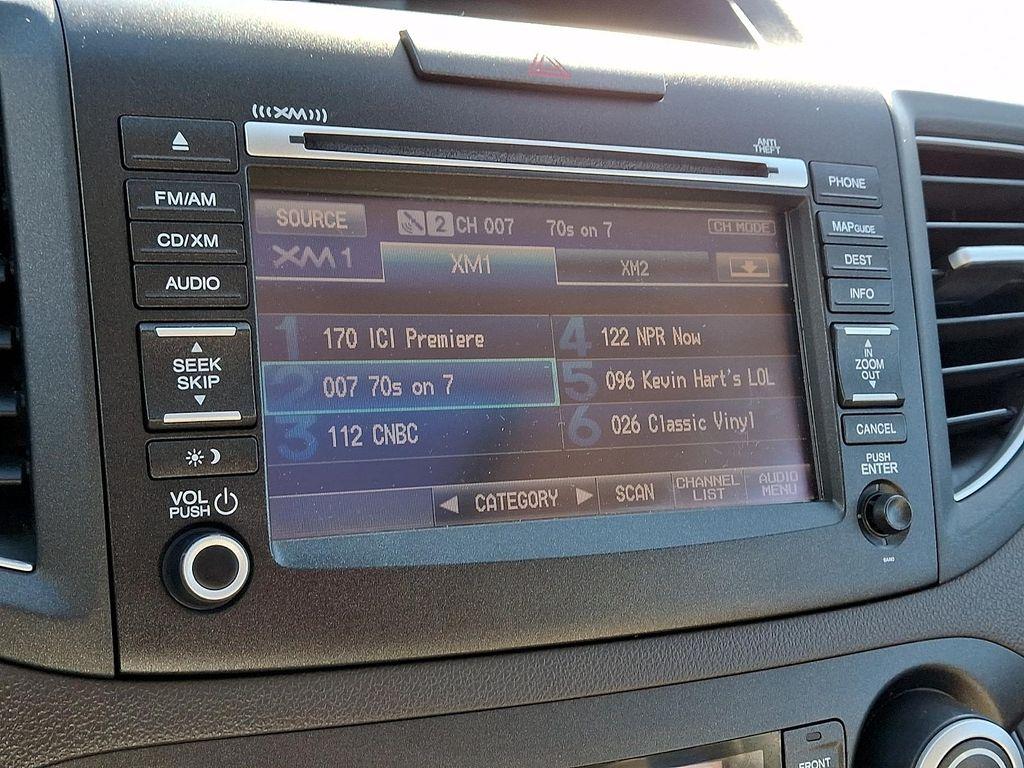 (((XM)))
ANTI
THEFT
FM/AM
CD/XM
AUDIO
SEEK
SKIP
VOL
PUSH
SOURCE 2 CH 007 70s on 7 CH MODE
XM1 XM1 XM2
1 170 ICI Premiere
2 007 70s on 7
3 112 CNBC
4 122 NPR Now
5 096 Kevin Hart's LOL
6 026 Classic Vinyl
CATEGORY SCAN CHANNEL
LIST AUDIO
MENU
PHONE
MAP GUIDE
DEST
INFO
IN
ZOOM
OUT
CANCEL
PUSH
ENTER
FRONT